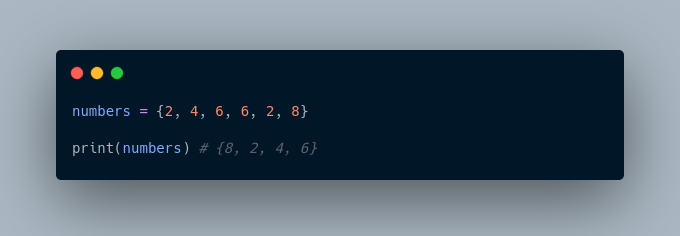 numbers = {2, 4, 6, 6, 2, 8}
print(numbers) # {8, 2, 4, 6}